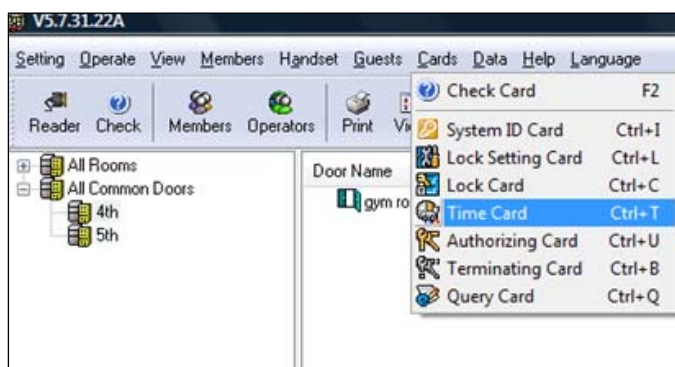 V5.7.31.22A
Setting Operate View Members Handset Guests Cards Data Help Language
Reader Check Members Operators Print
Check Card F2
System ID Card Ctrl+I
Lock Setting Card Ctrl+L
Lock Card Ctrl+C
Time Card Ctrl+T
Authorizing Card Ctrl+U
Terminating Card Ctrl+B
Query Card Ctrl+Q
All Rooms
All Common Doors
4th
5th
Door Name
gym